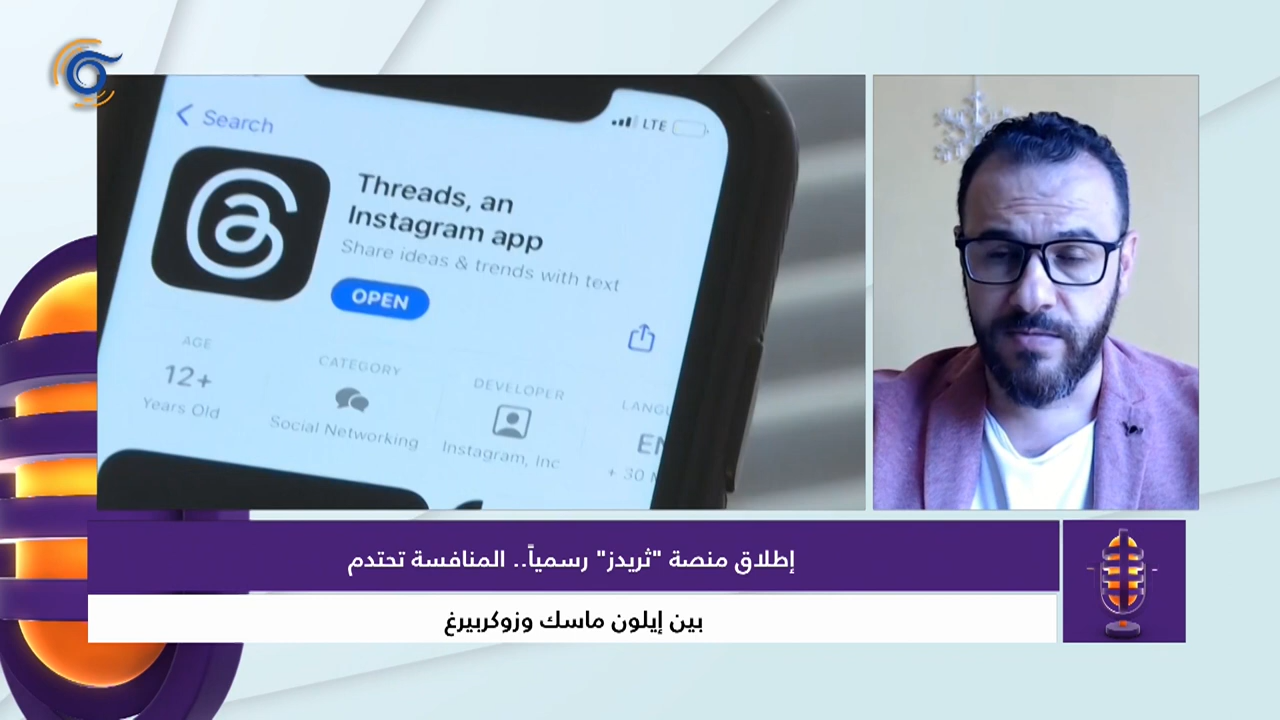 Search
LTE
Threads, an
Instagram app
Share ideas & trends with text
OPEN
AGE
12+
Years Old
CATEGORY
Social Networking
DEVELOPER
Instagram, Inc
إطلاق منصة "ثريدز" رسمياً.. المنافسة تحتدم
بين إيلون ماسك وزوكربيرغ